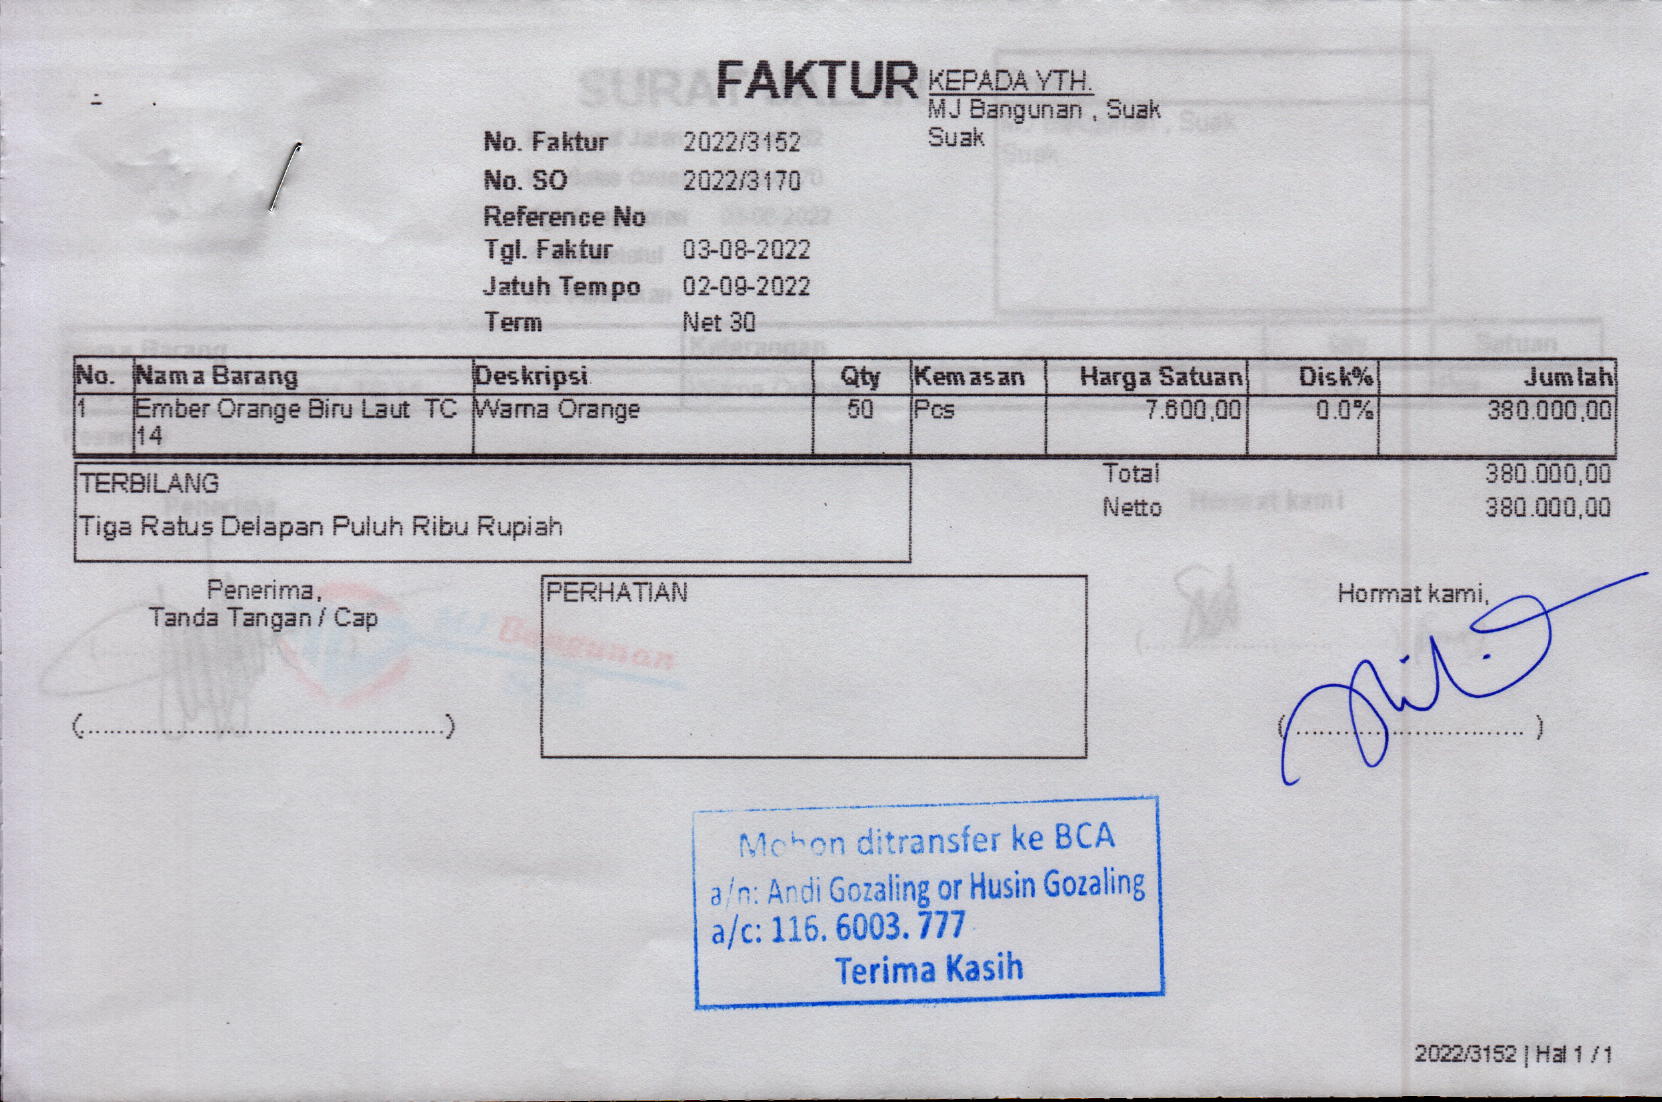 FAKTUR
KEPADA YTH.
MJ Bangunan , Suak
Suak
No. Faktur 2022/3152
No. SO 2022/3170
Reference No
Tgl. Faktur 03-08-2022
Jatuh Tempo 02-09-2022
Term Net 30
No. Nama Barang Deskripsi Qty Kemasan Harga Satuan Disk% Jumlah
1 Ember Orange Biru Laut TC Warna Orange 50 Pcs 7.600,00 0.0% 380.000,00
14
TERBILANG
Tiga Ratus Delapan Puluh Ribu Rupiah
Total 380.000,00
Netto 380.000,00
Penerima,
Tanda Tangan / Cap
PERHATIAN
Hormat kami,
(..................................................)
(.................................)
Mohon ditransfer ke BCA
a/n: Andi Gozaling or Husin Gozaling
a/c: 116. 6003. 777
Terima Kasih
2022/3152 | Hal 1 / 1